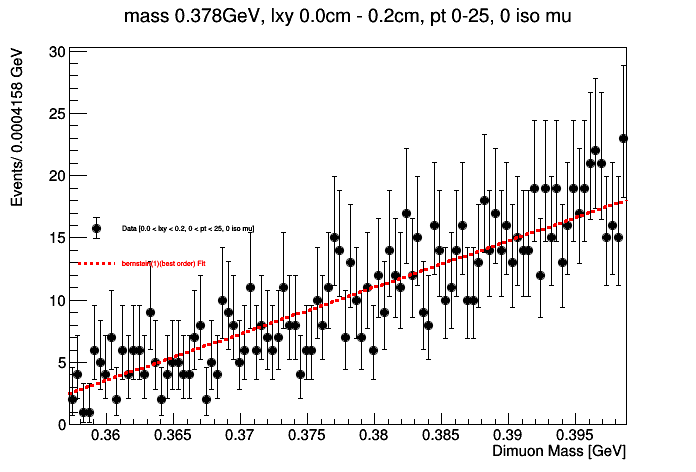 mass 0.378GeV, lxy 0.0cm - 0.2cm, pt 0-25, 0 iso mu
Events/ 0.0004158 GeV
30
25
20
15
10
5
0
Data [0.0 < lxy < 0.2, 0 < pt < 25, 0 iso mu]
bernstein(1)(best order) Fit
0.36 0.365 0.37 0.375 0.38 0.385 0.39 0.395
Dimuon Mass [GeV]